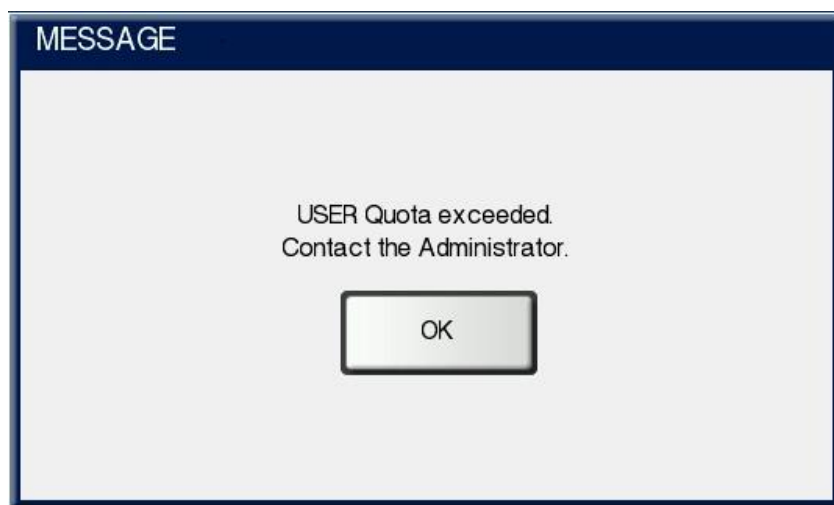 MESSAGE
USER Quota exceeded.
Contact the Administrator.
OK